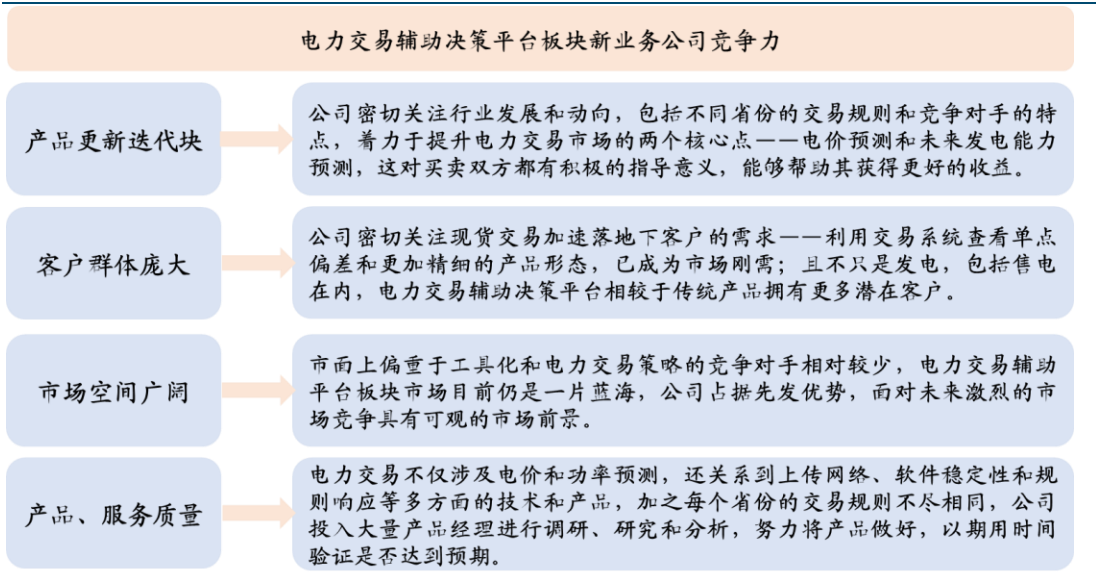 电力交易辅助决策平台板块新业务公司竞争力
产品更新迭代块
公司密切关注行业发展和动向，包括不同省份的交易规则和竞争对手的特
点，着力于提升电力交易市场的两个核心点——电价预测和未来发电能力
预测，这对买卖双方都有积极的指导意义，能够帮助其获得更好的收益。
客户群体庞大
公司密切关注现货交易加速落地下客户的需求——利用交易系统查看单点
偏差和更加精细的产品形态，已成为市场刚需；且不只是发电，包括售电
在内，电力交易辅助决策平台相较于传统产品拥有更多潜在客户。
市场空间广阔
市面上偏重于工具化和电力交易策略的竞争对手相对较少，电力交易辅助
平台板块市场目前仍是一片蓝海，公司占据先发优势，面对未来激烈的市
场竞争具有可观的市场前景。
产品、服务质量
电力交易不仅涉及电价和功率预测，还关系到上传网络、软件稳定性和规
则响应等多方面的技术和产品，加之每个省份的交易规则不尽相同，公司
投入大量产品经理进行调研、研究和分析，努力将产品做好，以期用时间
验证是否达到预期。